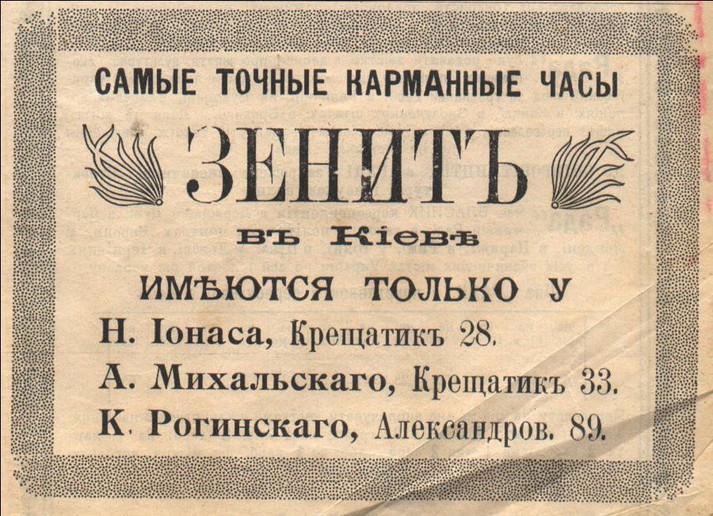 САМЫЕ ТОЧНЫЕ КАРМАННЫЕ ЧАСЫ
ЗЕНИТЪ
въ Кіевѣ
ИМѢЮТСЯ ТОЛЬКО У
Н. Іонаса, Крещатикъ 28.
А. Михальскаго, Крещатикъ 33.
К. Рогинскаго, Александров. 89.